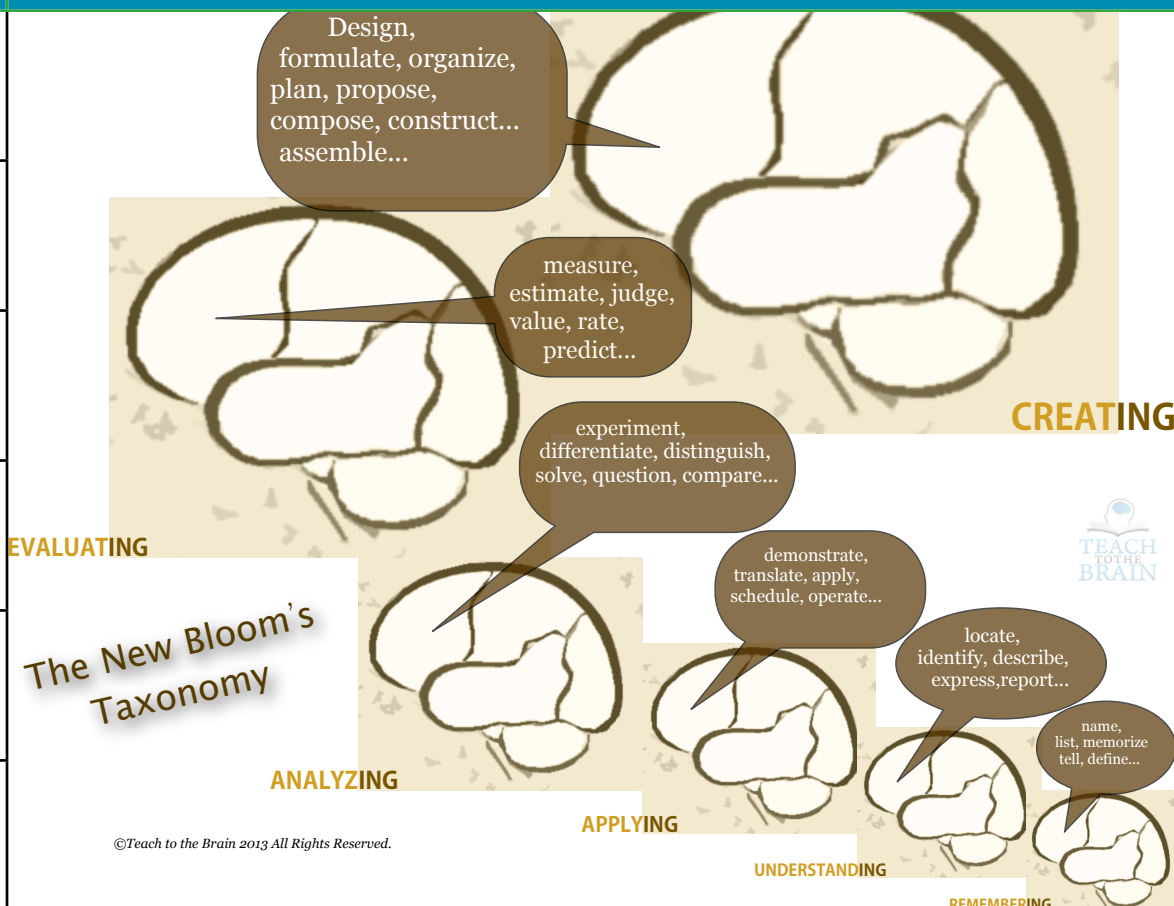 Design,
formulate, organize,
plan, propose,
compose, construct...
assemble...
measure,
estimate, judge,
value, rate,
predict...
CREATING
experiment,
differentiate, distinguish,
solve, question, compare...
EVALUATING
TEACH
TO THE
BRAIN
demonstrate,
translate, apply,
schedule, operate...
The New Bloom's
Taxonomy
locate,
identify, describe,
express,report...
name,
list, memorize
tell, define...
ANALYZING
APPLYING
©Teach to the Brain 2013 All Rights Reserved.
UNDERSTANDING
REMEMBERING